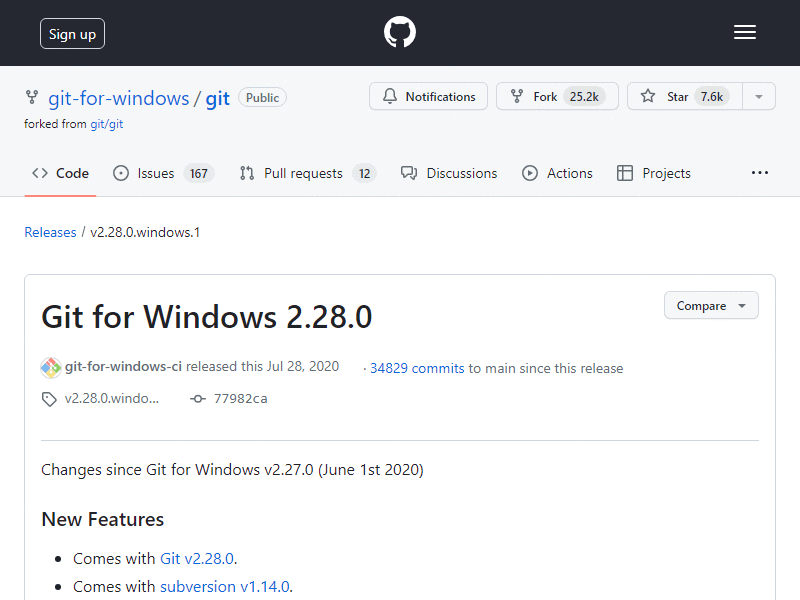 Sign up
git-for-windows / git Public
Notifications Fork 25.2k Star 7.6k
forked from git/git
Code Issues 167 Pull requests 12 Discussions Actions Projects
Releases / v2.28.0.windows.1
Git for Windows 2.28.0
Compare
git-for-windows-ci released this Jul 28, 2020 · 34829 commits to main since this release
v2.28.0.windo... 77982ca
Changes since Git for Windows v2.27.0 (June 1st 2020)
New Features
• Comes with Git v2.28.0.
• Comes with subversion v1.14.0.